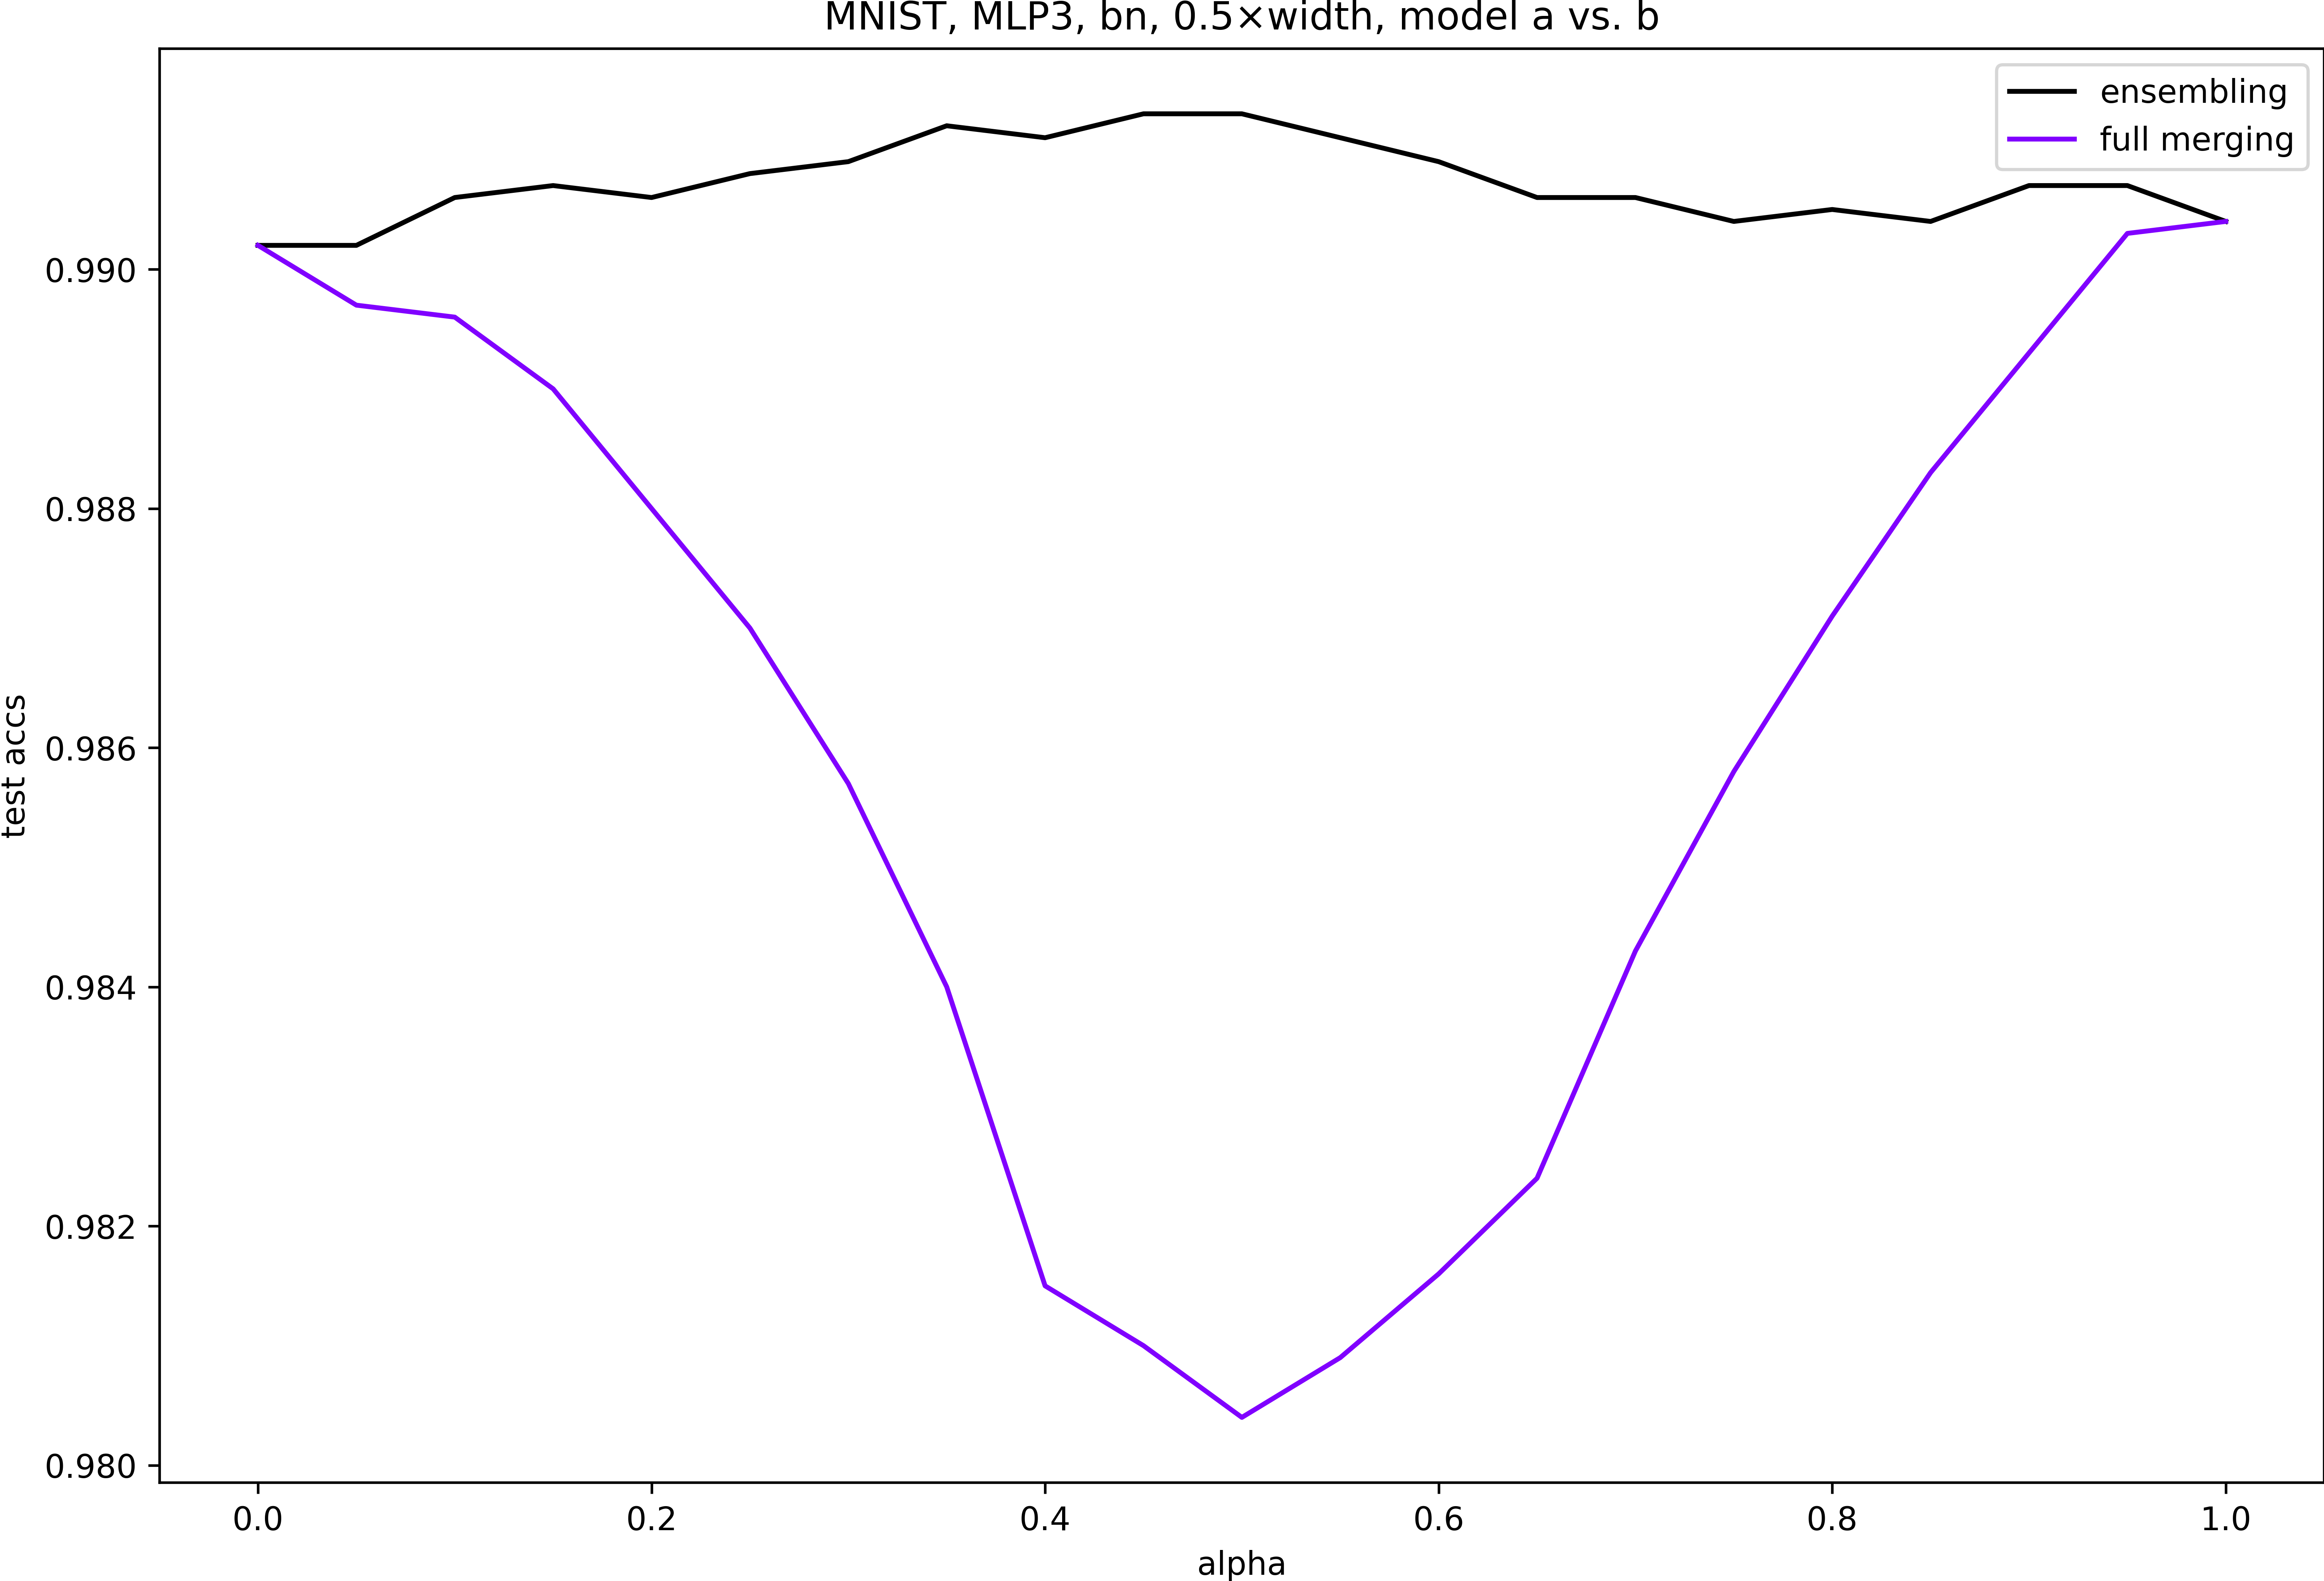 MNIST, MLP3, bn, 0.5×width, model a vs. b
ensembling
full merging
test accs
0.990
0.988
0.986
0.984
0.982
0.980
0.0 0.2 0.4 0.6 0.8 1.0
alpha